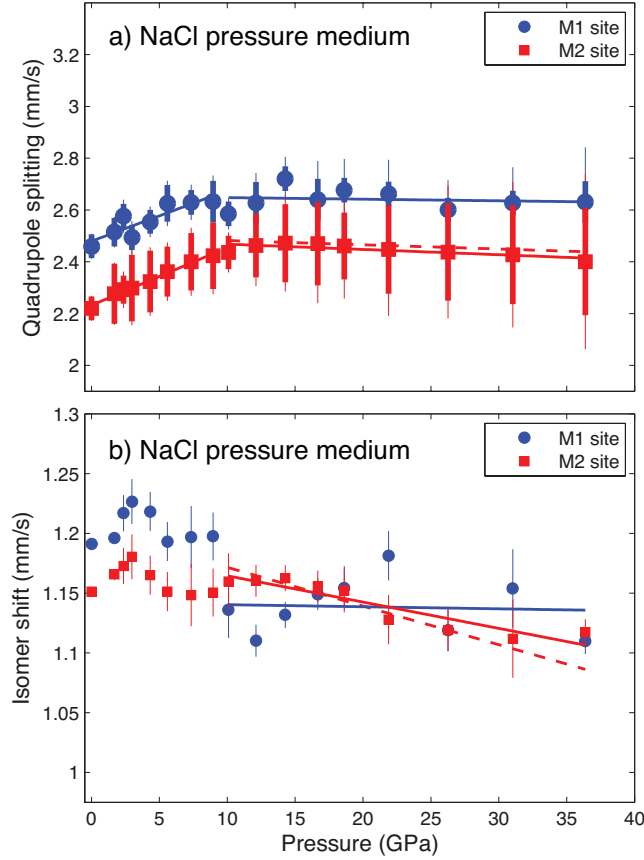 a) NaCl pressure medium
M1 site
M2 site
Quadrupole splitting (mm/s)
3.2
3
2.8
2.6
2.4
2.2
2
b) NaCl pressure medium
M1 site
M2 site
Isomer shift (mm/s)
1.3
1.25
1.2
1.15
1.1
1.05
1
0 5 10 15 20 25 30 35 40
Pressure (GPa)